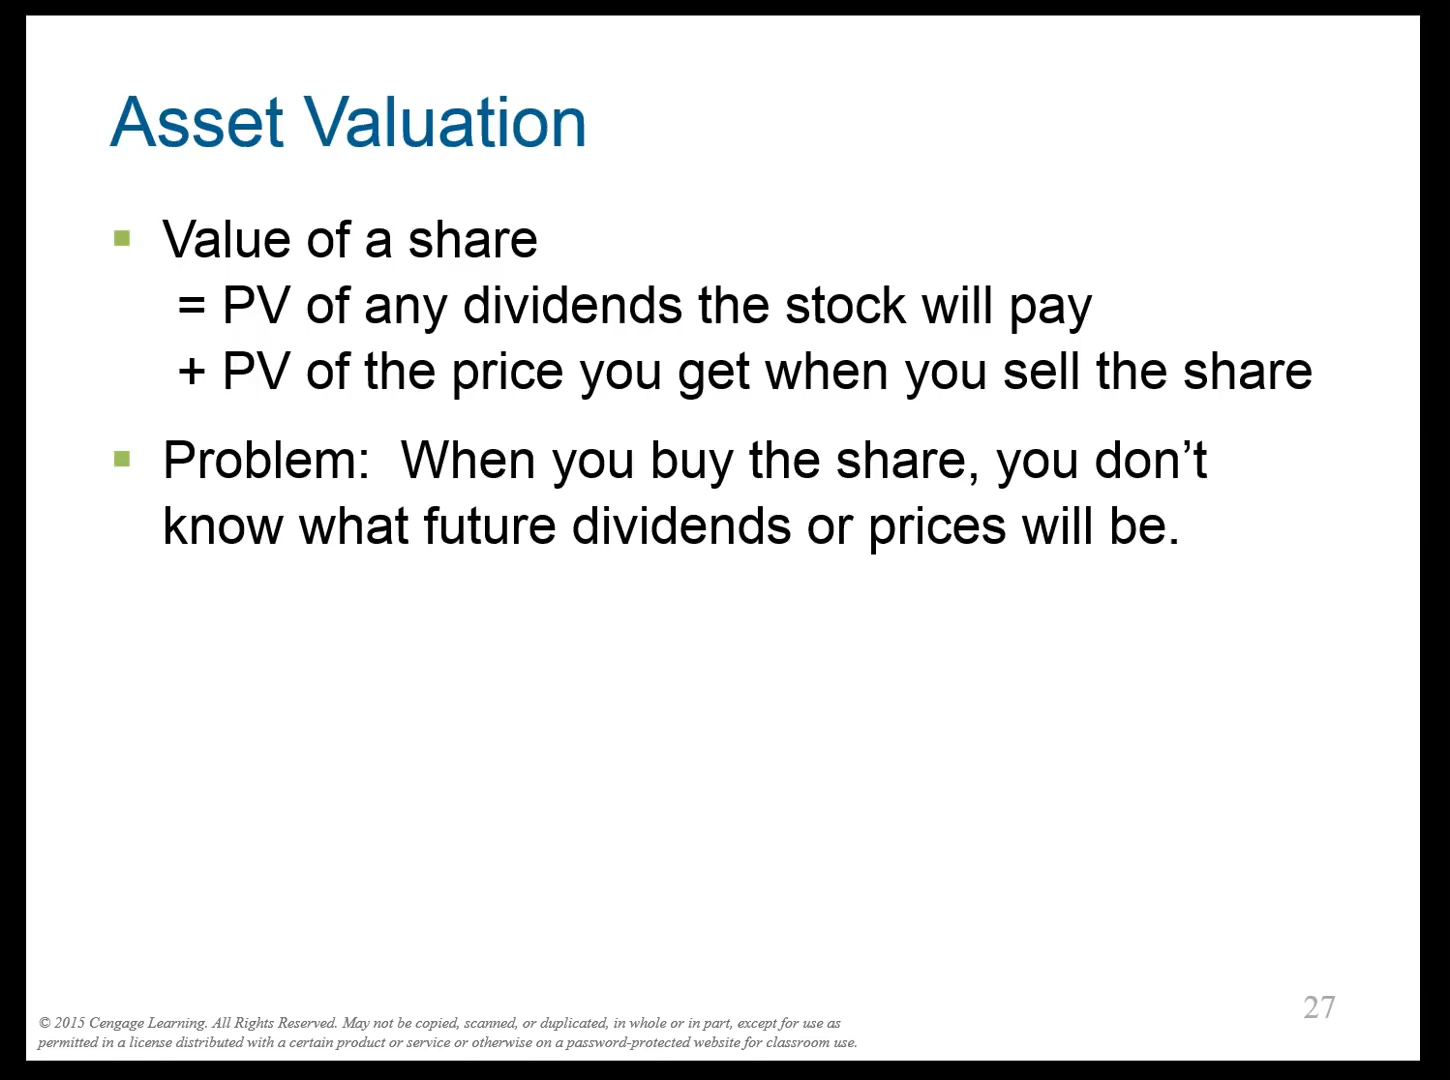 Asset Valuation
▪ Value of a share
= PV of any dividends the stock will pay
+ PV of the price you get when you sell the share
▪ Problem:  When you buy the share, you don’t
know what future dividends or prices will be.
27
© 2015 Cengage Learning. All Rights Reserved. May not be copied, scanned, or duplicated, in whole or in part, except for use as
permitted in a license distributed with a certain product or service or otherwise on a password-protected website for classroom use.